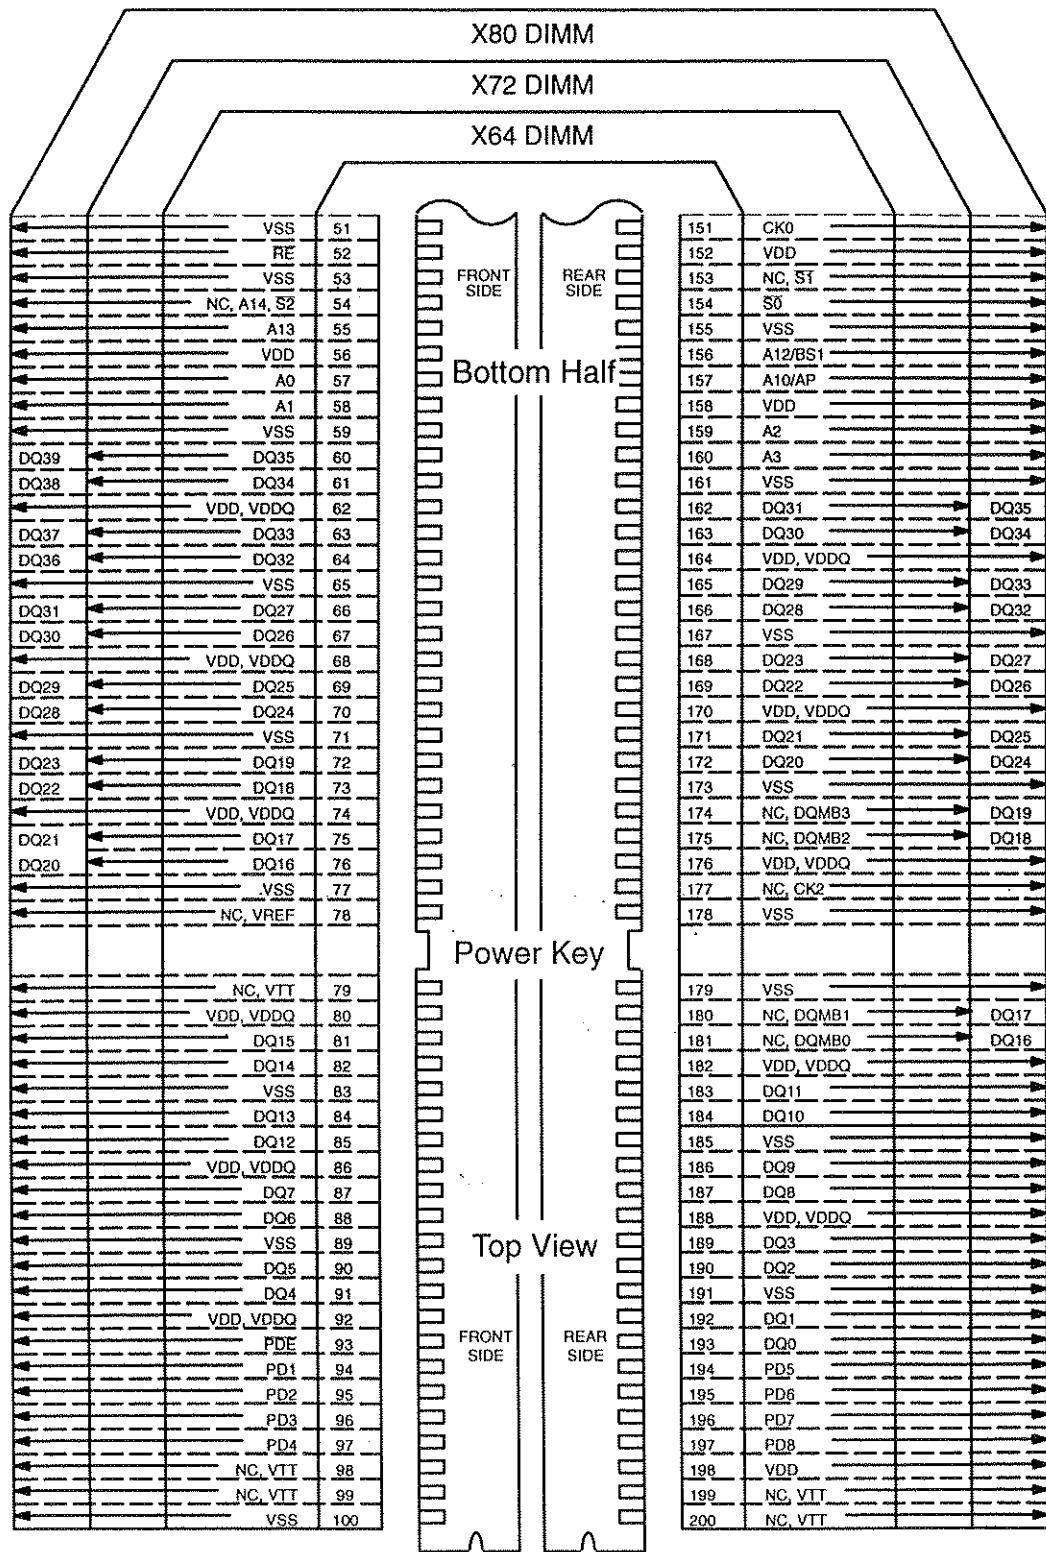 X80 DIMM
X72 DIMM
X64 DIMM
VSS 51 151 CK0
R̅E̅ 52 FRONT SIDE REAR SIDE 152 VDD
VSS 53 153 NC, S̅1̅
NC, A14, S̅2̅ 54 154 S̅0̅
A13 55 155 VSS
VDD 56 156 A12/BS1
A0 57 Bottom Half 157 A10/AP
A1 58 158 VDD
VSS 59 159 A2
DQ39 DQ35 60 160 A3
DQ38 DQ34 61 161 VSS
VDD, VDDQ 62 162 DQ31 DQ35
DQ37 DQ33 63 163 DQ30 DQ34
DQ36 DQ32 64 164 VDD, VDDQ
VSS 65 165 DQ29 DQ33
DQ31 DQ27 66 166 DQ28 DQ32
DQ30 DQ26 67 167 VSS
VDD, VDDQ 68 168 DQ23 DQ27
DQ29 DQ25 69 169 DQ22 DQ26
DQ28 DQ24 70 170 VDD, VDDQ
VSS 71 171 DQ21 DQ25
DQ23 DQ19 72 172 DQ20 DQ24
DQ22 DQ18 73 173 VSS
VDD, VDDQ 74 174 NC, DQMB3 DQ19
DQ21 DQ17 75 175 NC, DQMB2 DQ18
DQ20 DQ16 76 176 VDD, VDDQ
VSS 77 177 NC, CK2
NC, VREF 78 178 VSS
Power Key
NC, VTT 79 179 VSS
VDD, VDDQ 80 180 NC, DQMB1 DQ17
DQ15 81 181 NC, DQMB0 DQ16
DQ14 82 182 VDD, VDDQ
VSS 83 183 DQ11
DQ13 84 184 DQ10
DQ12 85 185 VSS
VDD, VDDQ 86 186 DQ9
DQ7 87 187 DQ8
DQ6 88 188 VDD, VDDQ
VSS 89 Top View 189 DQ3
DQ5 90 190 DQ2
DQ4 91 191 VSS
VDD, VDDQ 92 192 DQ1
P̅D̅E̅ 93 FRONT SIDE REAR SIDE 193 DQ0
PD1 94 194 PD5
PD2 95 195 PD6
PD3 96 196 PD7
PD4 97 197 PD8
NC, VTT 98 198 VDD
NC, VTT 99 199 NC, VTT
VSS 100 200 NC, VTT